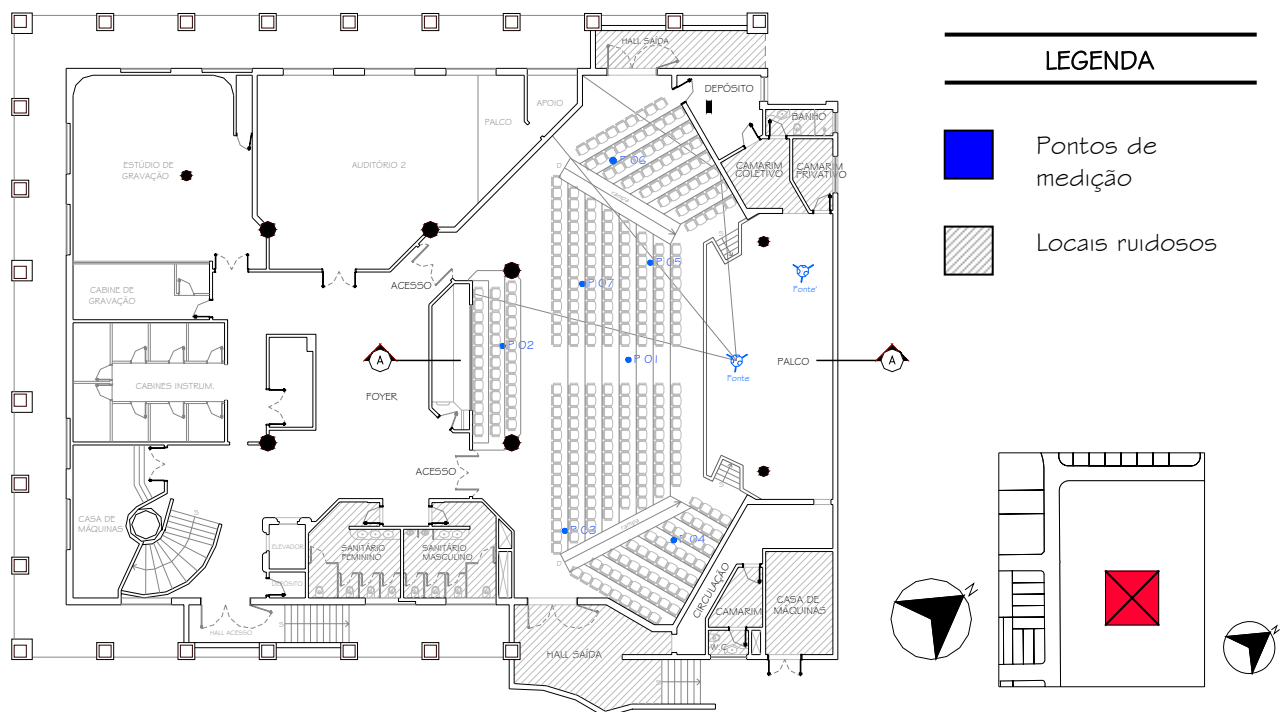 HALL SAÍDA
LEGENDA
DEPÓSITO
APOIO
PALCO
BANHO
Pontos de
medição
ESTÚDIO DE
GRAVAÇÃO
AUDITÓRIO 2
P 06
CAMARIM
COLETIVO
CAMARIM
PRIVATIVO
D
S
Locais ruidosos
P 05
ACESSO
P 07
Fonte'
CABINE DE
GRAVAÇÃO
P 02
P 01
A
A
PALCO
Fonte
CABINES INSTRUM.
FOYER
ACESSO
S
CASA DE
MÁQUINAS
S
P 03
P 04
ELEVADOR
SANITÁRIO
FEMININO
SANITÁRIO
MASCULINO
D
DEPÓSITO
CIRCULAÇÃO
CAMARIM
CASA DE
MÁQUINAS
N
HALL ACESSO
S
N
W.C.
HALL SAÍDA